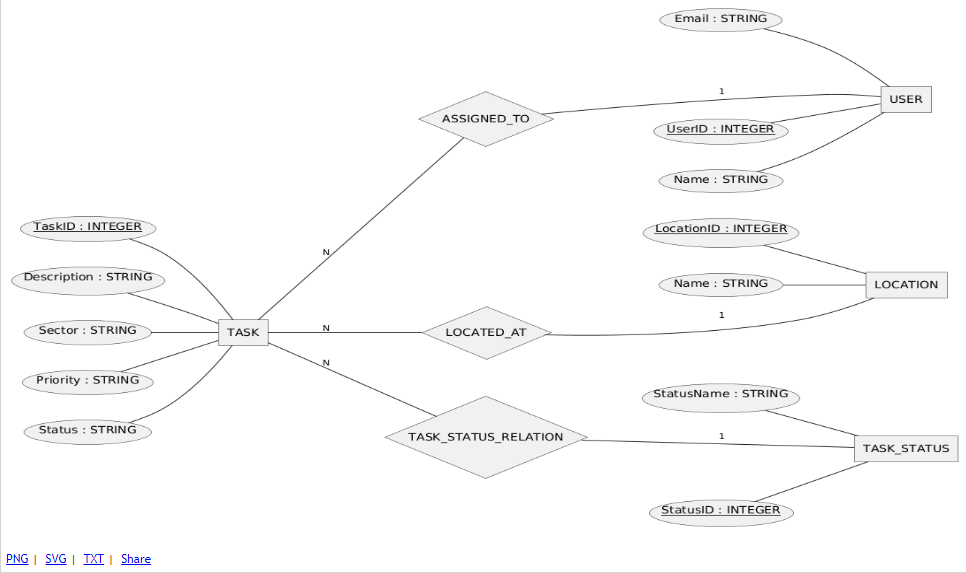 Email : STRING
1
USER
ASSIGNED_TO
UserID : INTEGER
Name : STRING
TaskID : INTEGER
LocationID : INTEGER
N
Description : STRING
Name : STRING
LOCATION
1
Sector : STRING
TASK
N
LOCATED_AT
N
Priority : STRING
StatusName : STRING
Status : STRING
TASK_STATUS_RELATION
1
TASK_STATUS
StatusID : INTEGER
PNG | SVG | TXT | Share